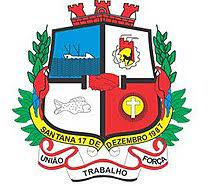 SANTANA 17 DE DEZEMBRO 1987
UNIÃO
TRABALHO
FORÇA